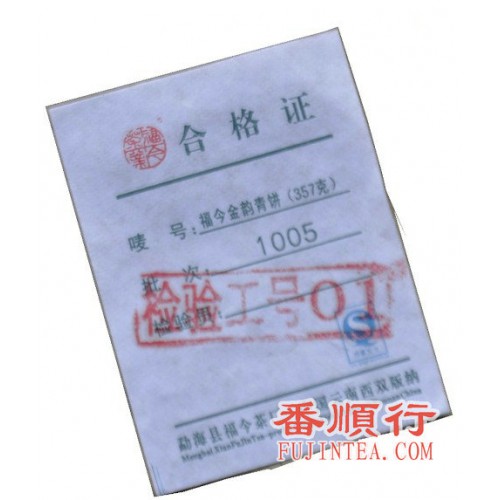 合格证
唛 号：福今金韵青饼（357克）
批 次：1005
检验工号01
检验员：
勐海县福今茶
云南西双版纳
Menghai
China
番順行
FUJINTEA.COM